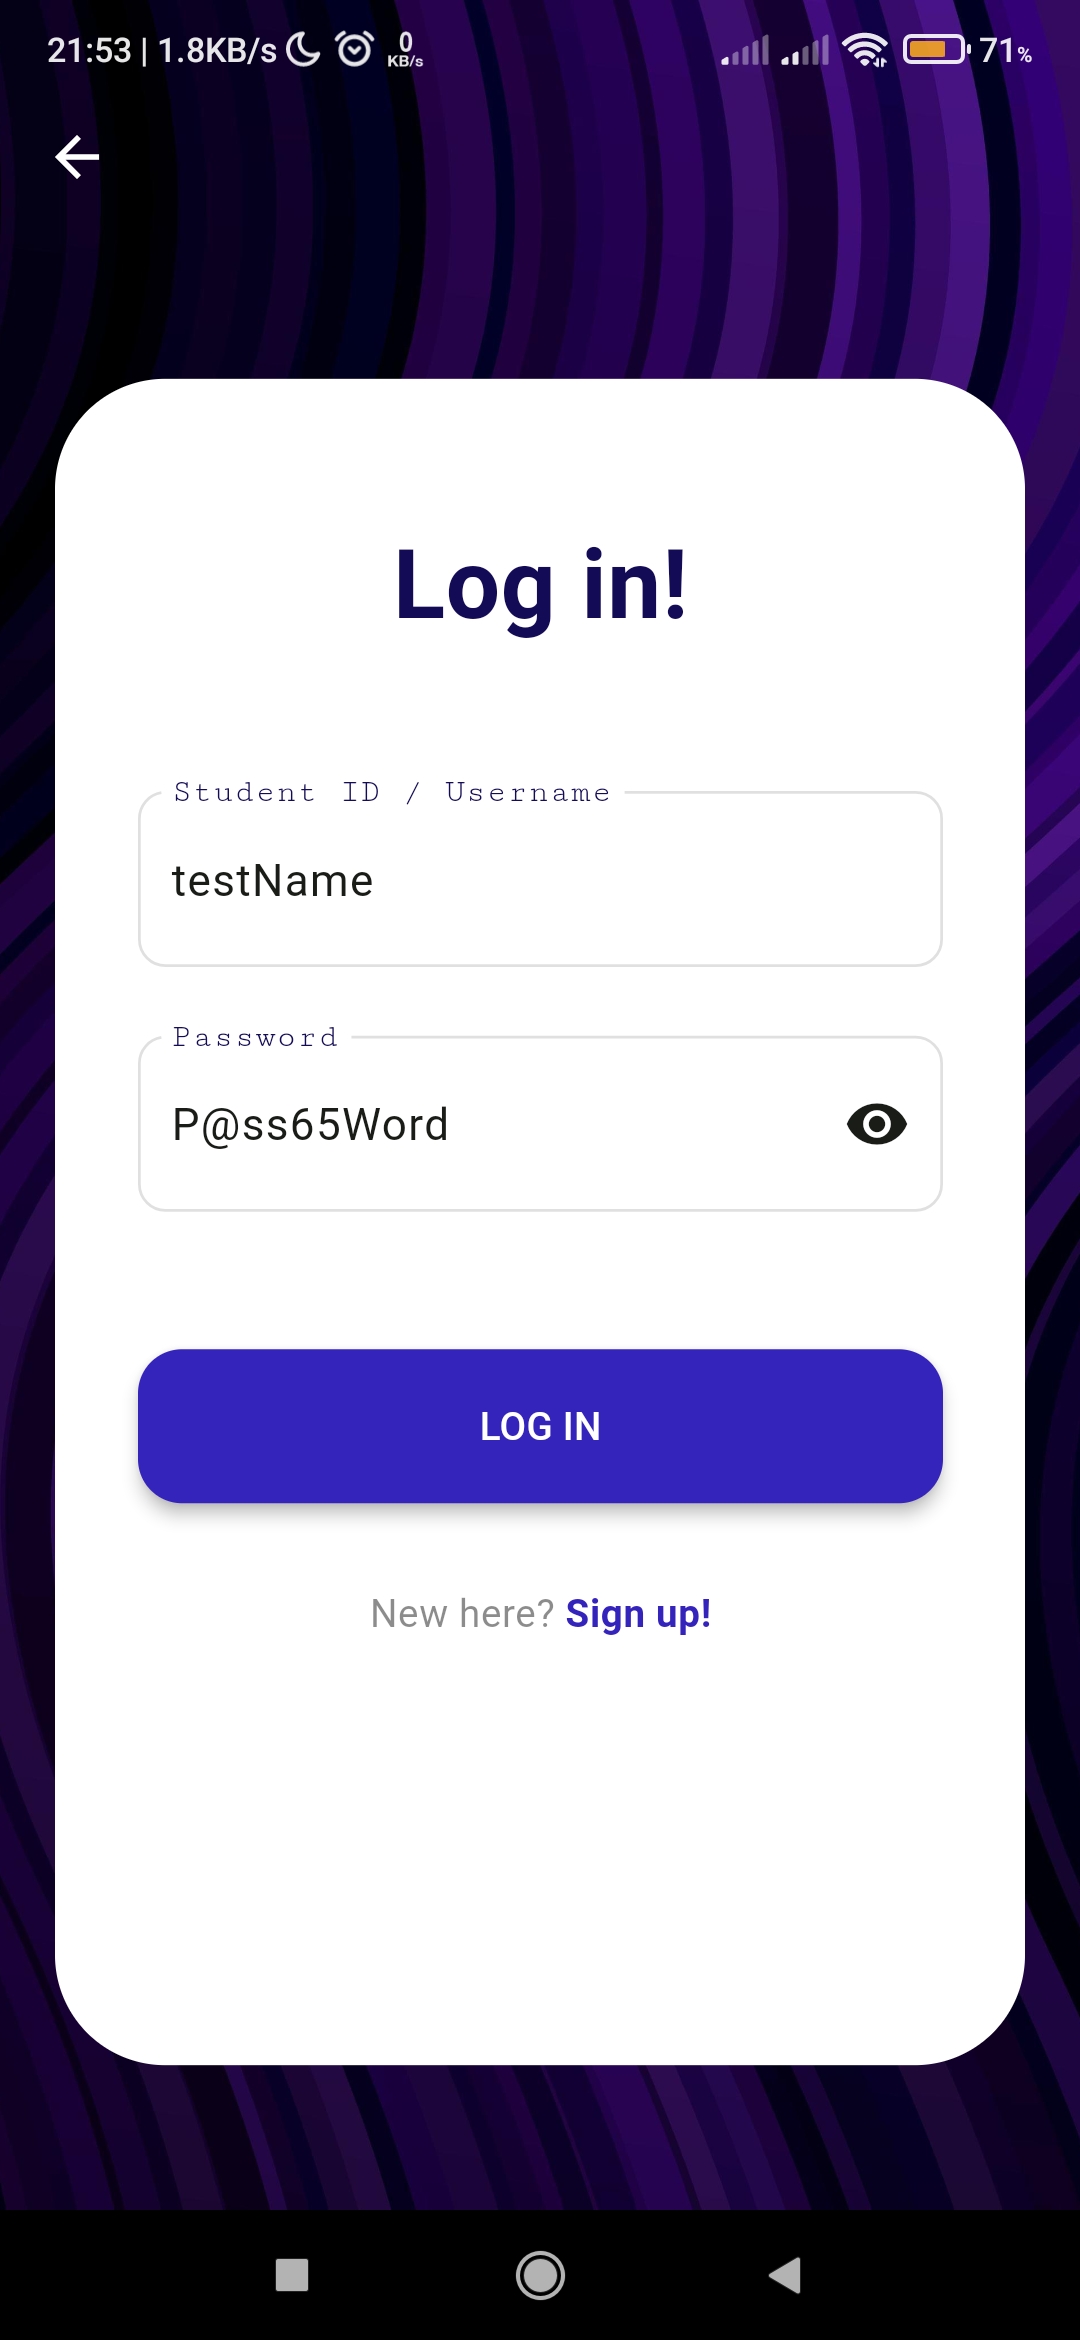 21:53 | 1.8KB/s 0 KB/s 71%
Log in!
Student ID / Username
testName
Password
P@ss65Word
LOG IN
New here? Sign up!